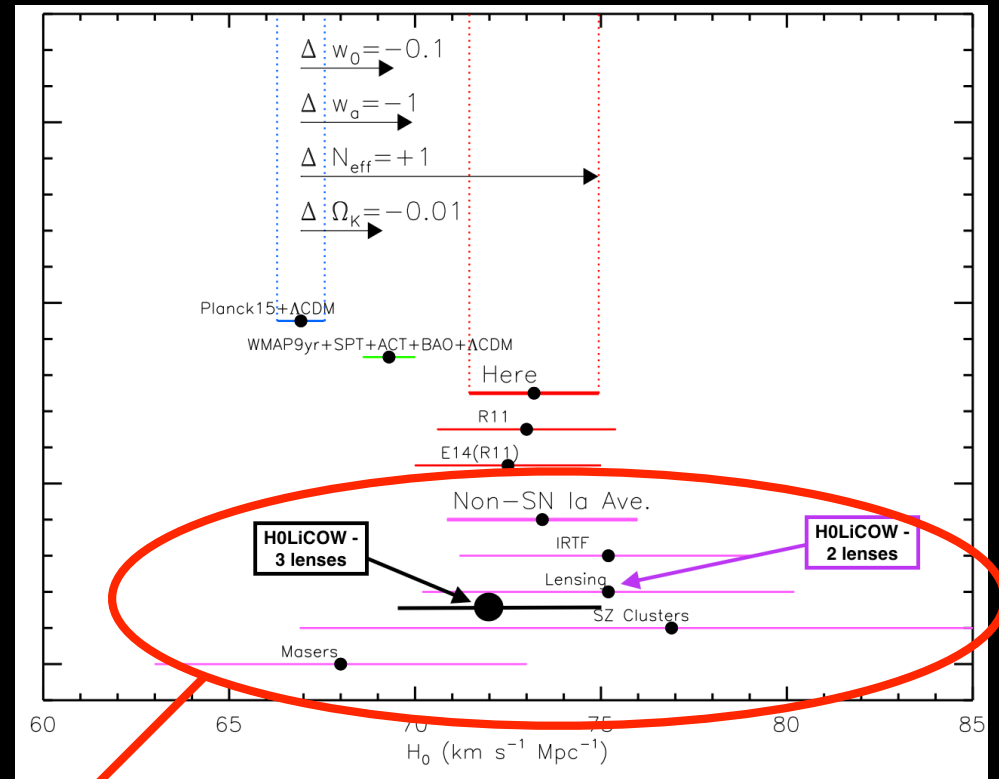 Δ w₀=−0.1
Δ wₐ=−1
Δ N_eff=+1
Δ Ω_K=−0.01
Planck15+ΛCDM
WMAP9yr+SPT+ACT+BAO+ΛCDM
Here
R11
E14(R11)
Non-SN Ia Ave.
IRTF
H0LiCOW -
3 lenses
H0LiCOW -
2 lenses
Lensing
SZ Clusters
Masers
60 65 70 75 80 85
H₀ (km s⁻¹ Mpc⁻¹)